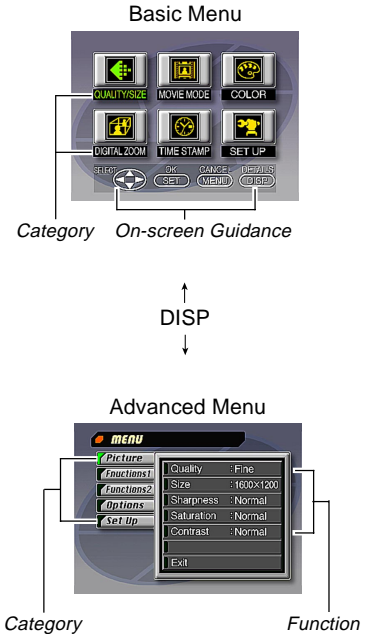 Basic Menu
QUALITY/SIZE MOVIE MODE COLOR
DIGITAL ZOOM TIME STAMP SET UP
SELECT OK CANCEL DETAILS
SET MENU DISP
Category On-screen Guidance
DISP
Advanced Menu
MENU
Picture
Fnuctions1
Functions2
Options
Set Up
Quality : Fine
Size : 1600×1200
Sharpness : Normal
Saturation : Normal
Contrast : Normal
Exit
Category Function